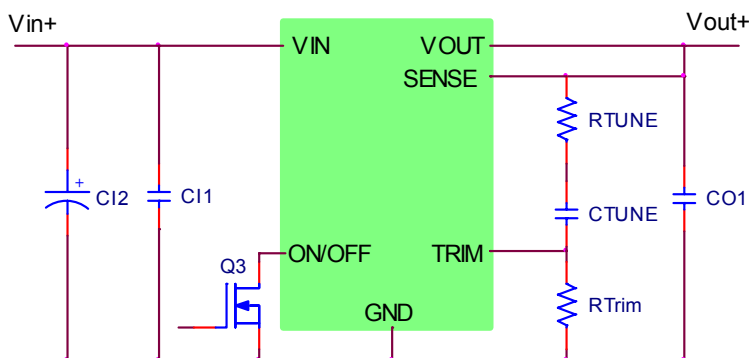 Vin+
Vout+
VIN
VOUT
SENSE
RTUNE
+
CI2
CI1
CTUNE
CO1
ON/OFF
TRIM
Q3
RTrim
GND